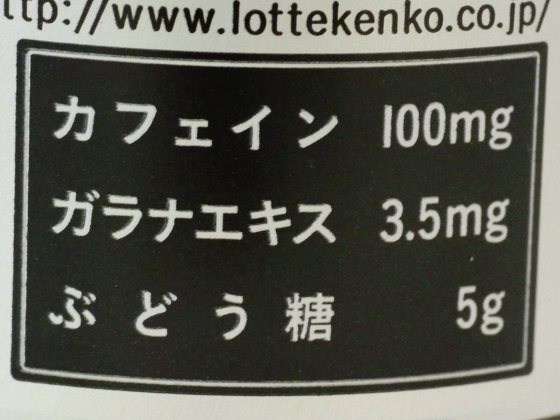 ttp://www.lottekenko.co.jp/
カフェイン 100mg
ガラナエキス 3.5mg
ぶどう糖 5g